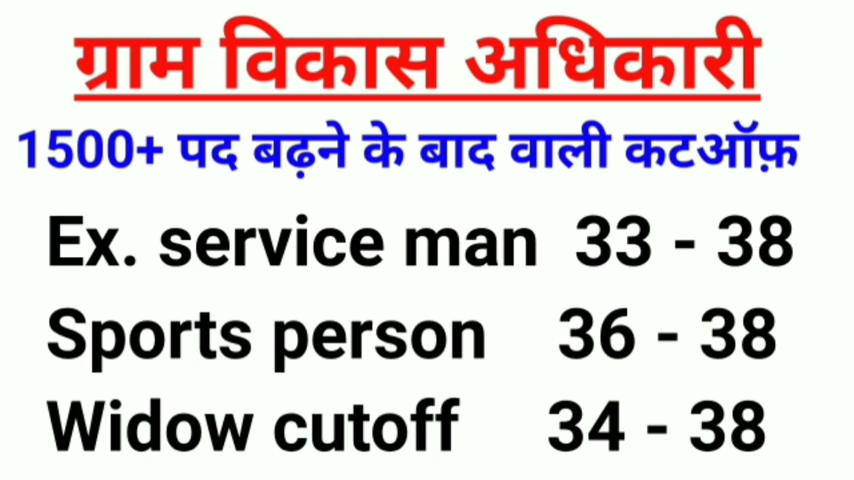 ग्राम विकास अधिकारी
1500+ पद बढ़ने के बाद वाली कटऑफ़
Ex. service man 33 - 38
Sports person 36 - 38
Widow cutoff 34 - 38